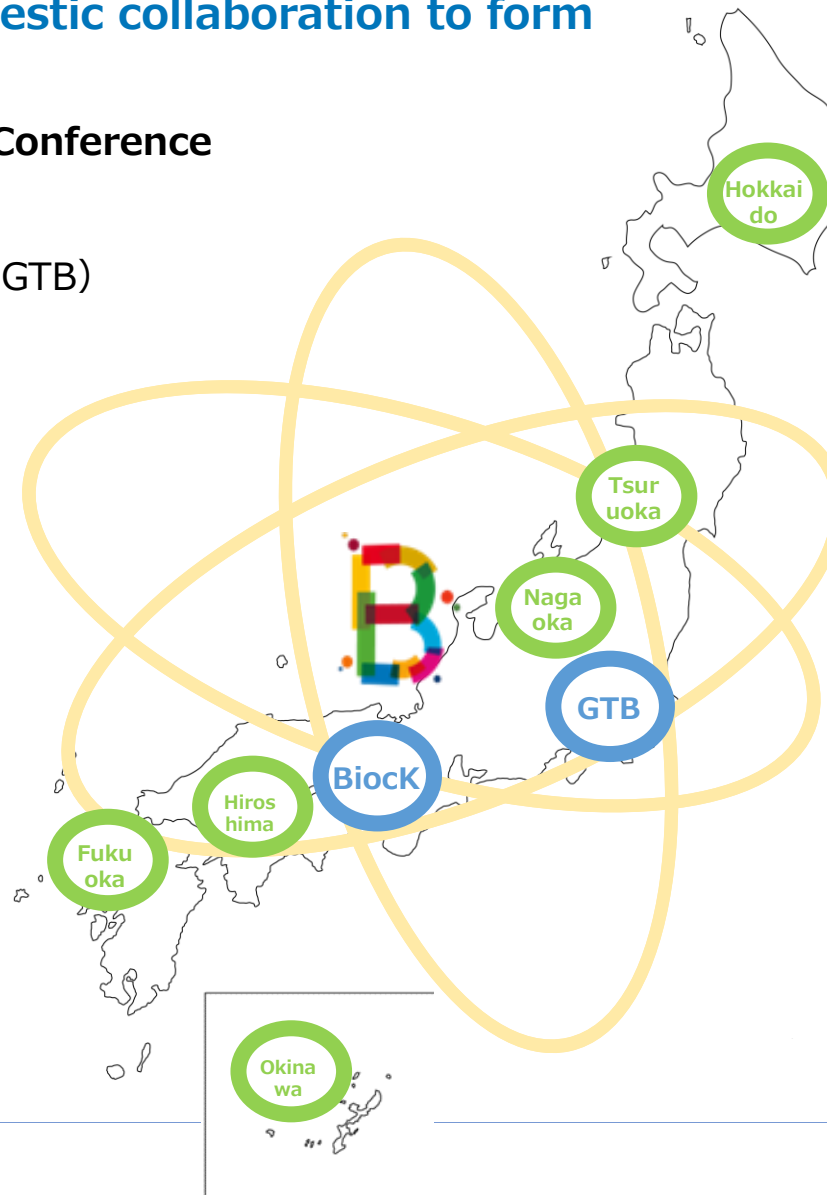 estic collaboration to form
Conference
GTB）
Hokkai
do
Tsur
uoka
Naga
oka
GTB
BiocK
Hiros
hima
Fuku
oka
Okina
wa
B